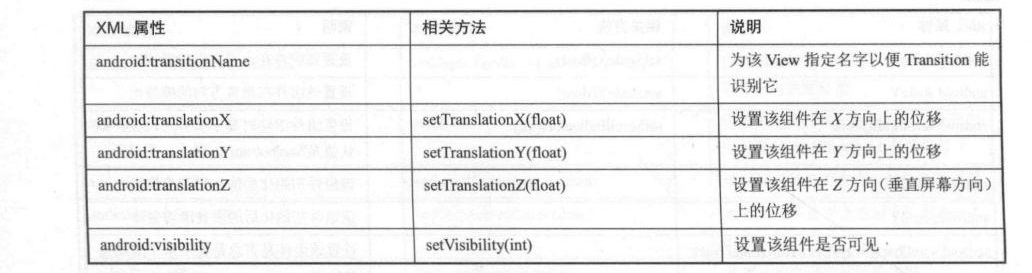 XML 属性 相关方法 说明
android:transitionName 为该 View 指定名字以便 Transition 能
识别它
android:translationX setTranslationX(float) 设置该组件在 X 方向上的位移
android:translationY setTranslationY(float) 设置该组件在 Y 方向上的位移
android:translationZ setTranslationZ(float) 设置该组件在 Z 方向（垂直屏幕方向）
上的位移
android:visibility setVisibility(int) 设置该组件是否可见